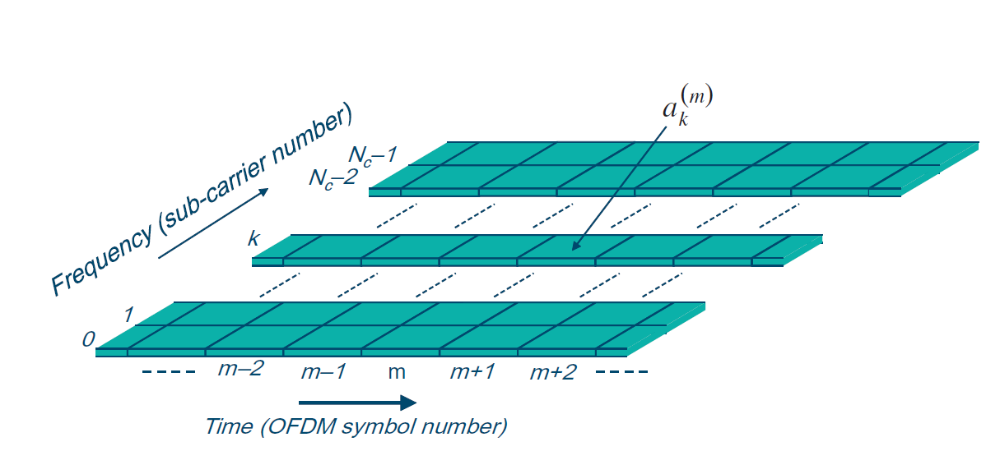 a_k^(m)
Frequency (sub-carrier number)
N_c–1
N_c–2
k
1
0
---- m–2 m–1 m m+1 m+2 ----
Time (OFDM symbol number)